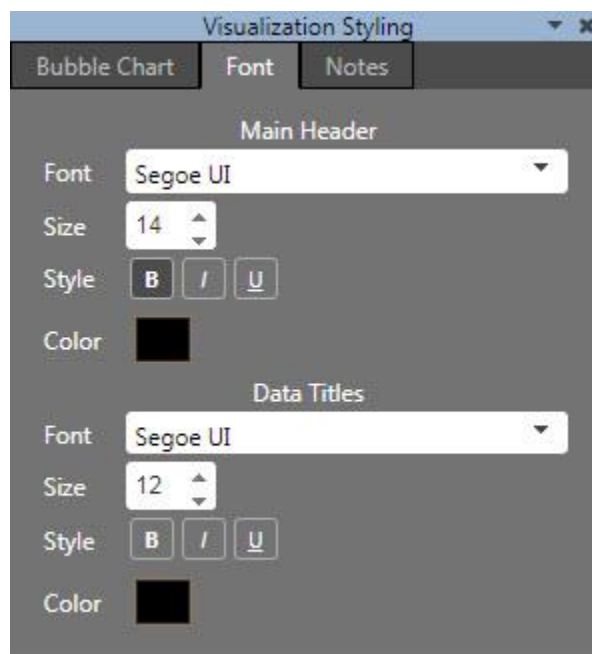 Visualization Styling
Bubble Chart Font Notes
Main Header
Font Segoe UI
Size 14
Style B I U
Color
Data Titles
Font Segoe UI
Size 12
Style B I U
Color